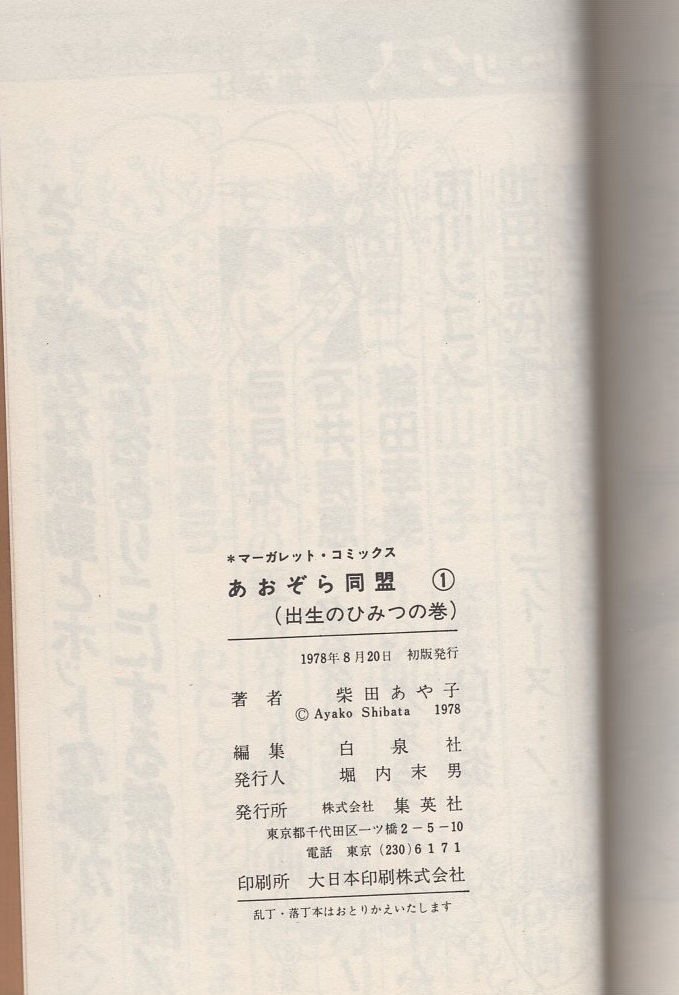 *マーガレット・コミックス
あおぞら同盟 ①
(出生のひみつの巻)
1978年8月20日 初版発行
著者 柴田あや子
© Ayako Shibata 1978
編集 白泉社
発行人 堀内末男
発行所 株式会社 集英社
東京都千代田区一ツ橋2-5-10
電話 東京(230)6171
印刷所 大日本印刷株式会社
乱丁・落丁本はおとりかえいたします